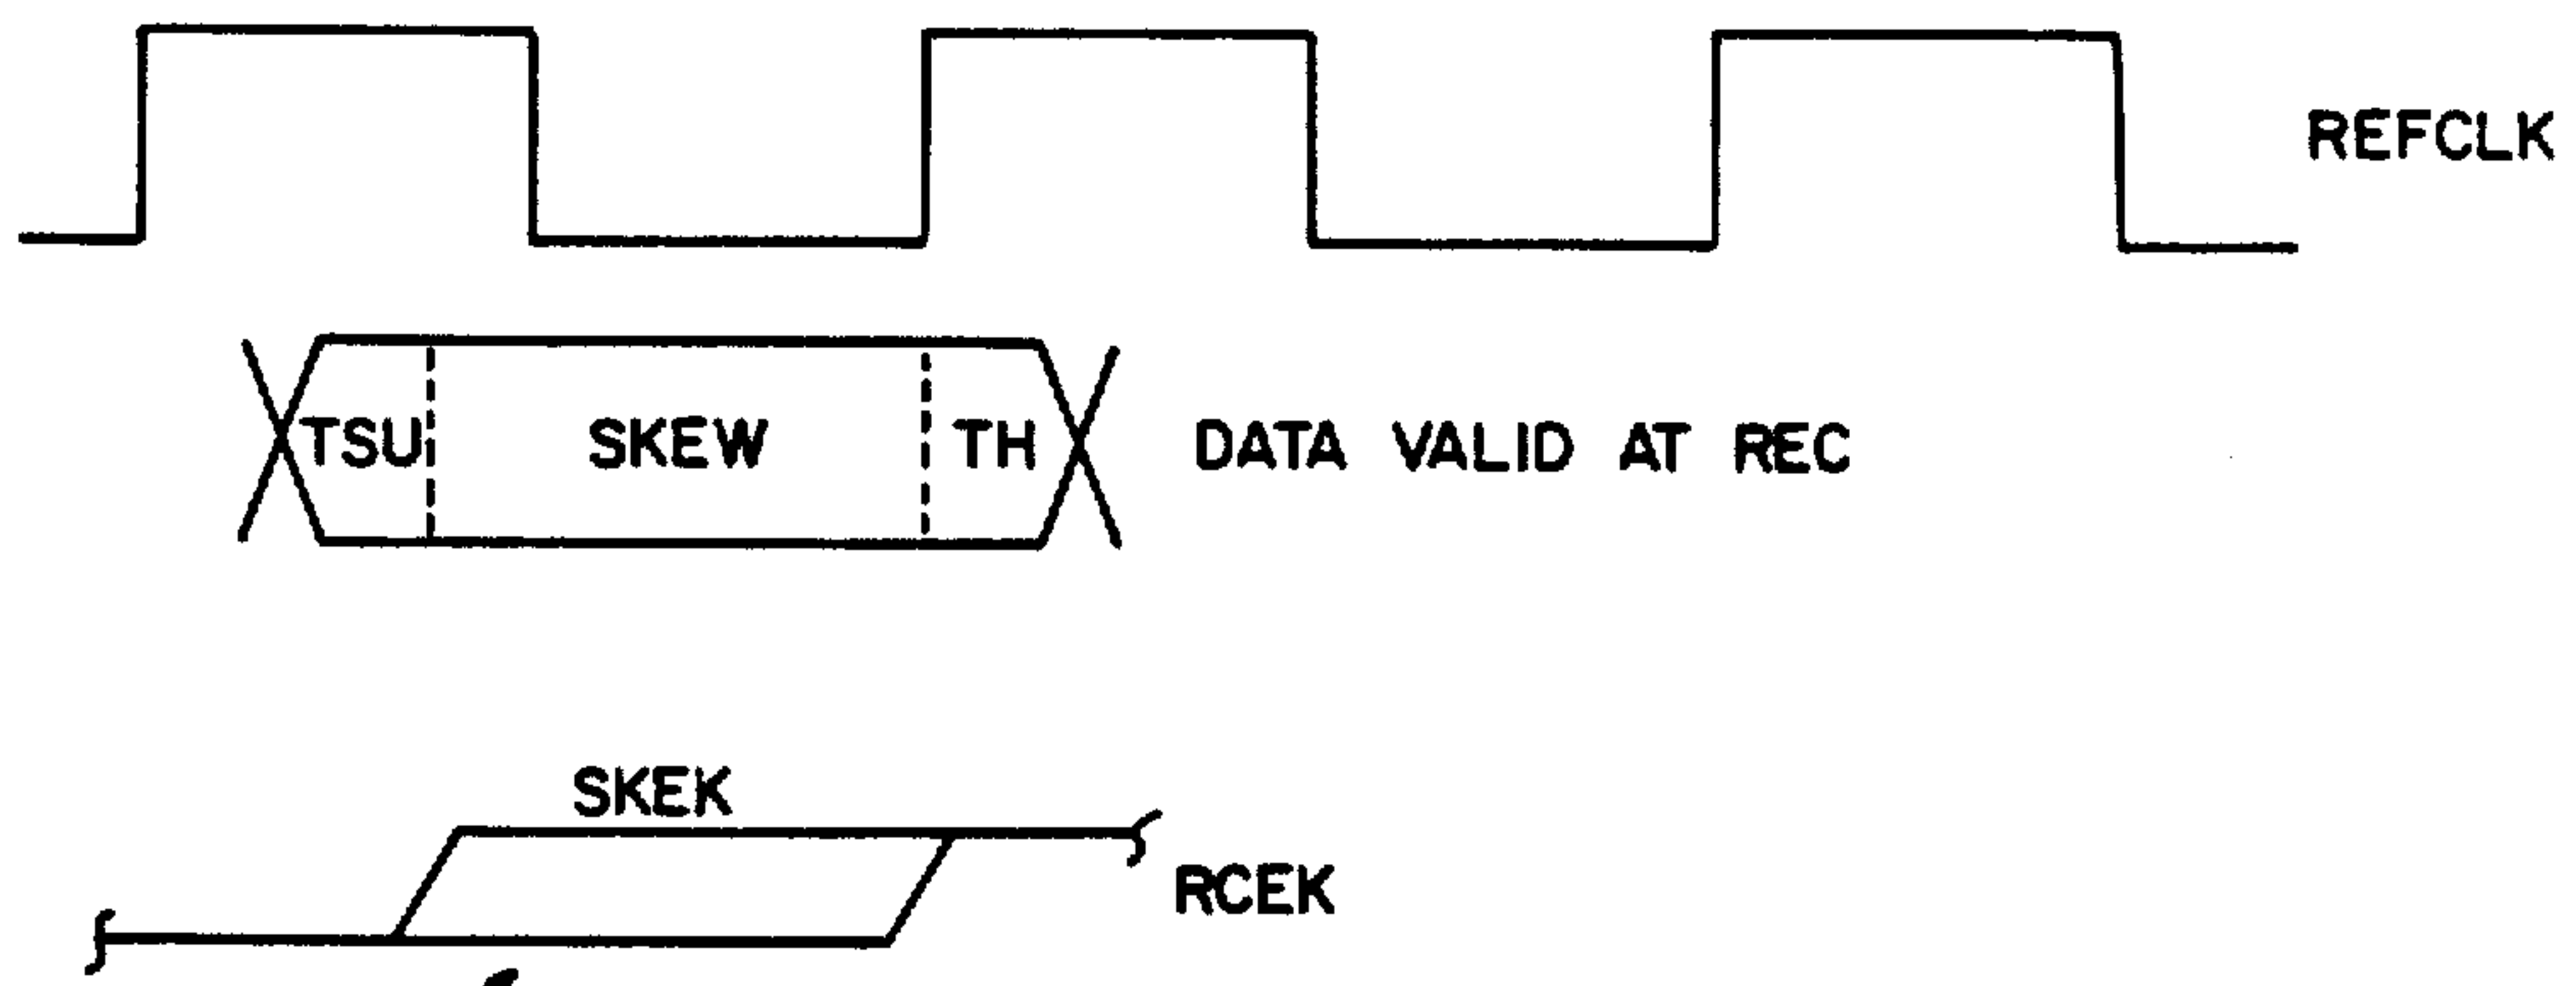 REFCLK
TSU SKEW TH DATA VALID AT REC
SKEK
RCEK